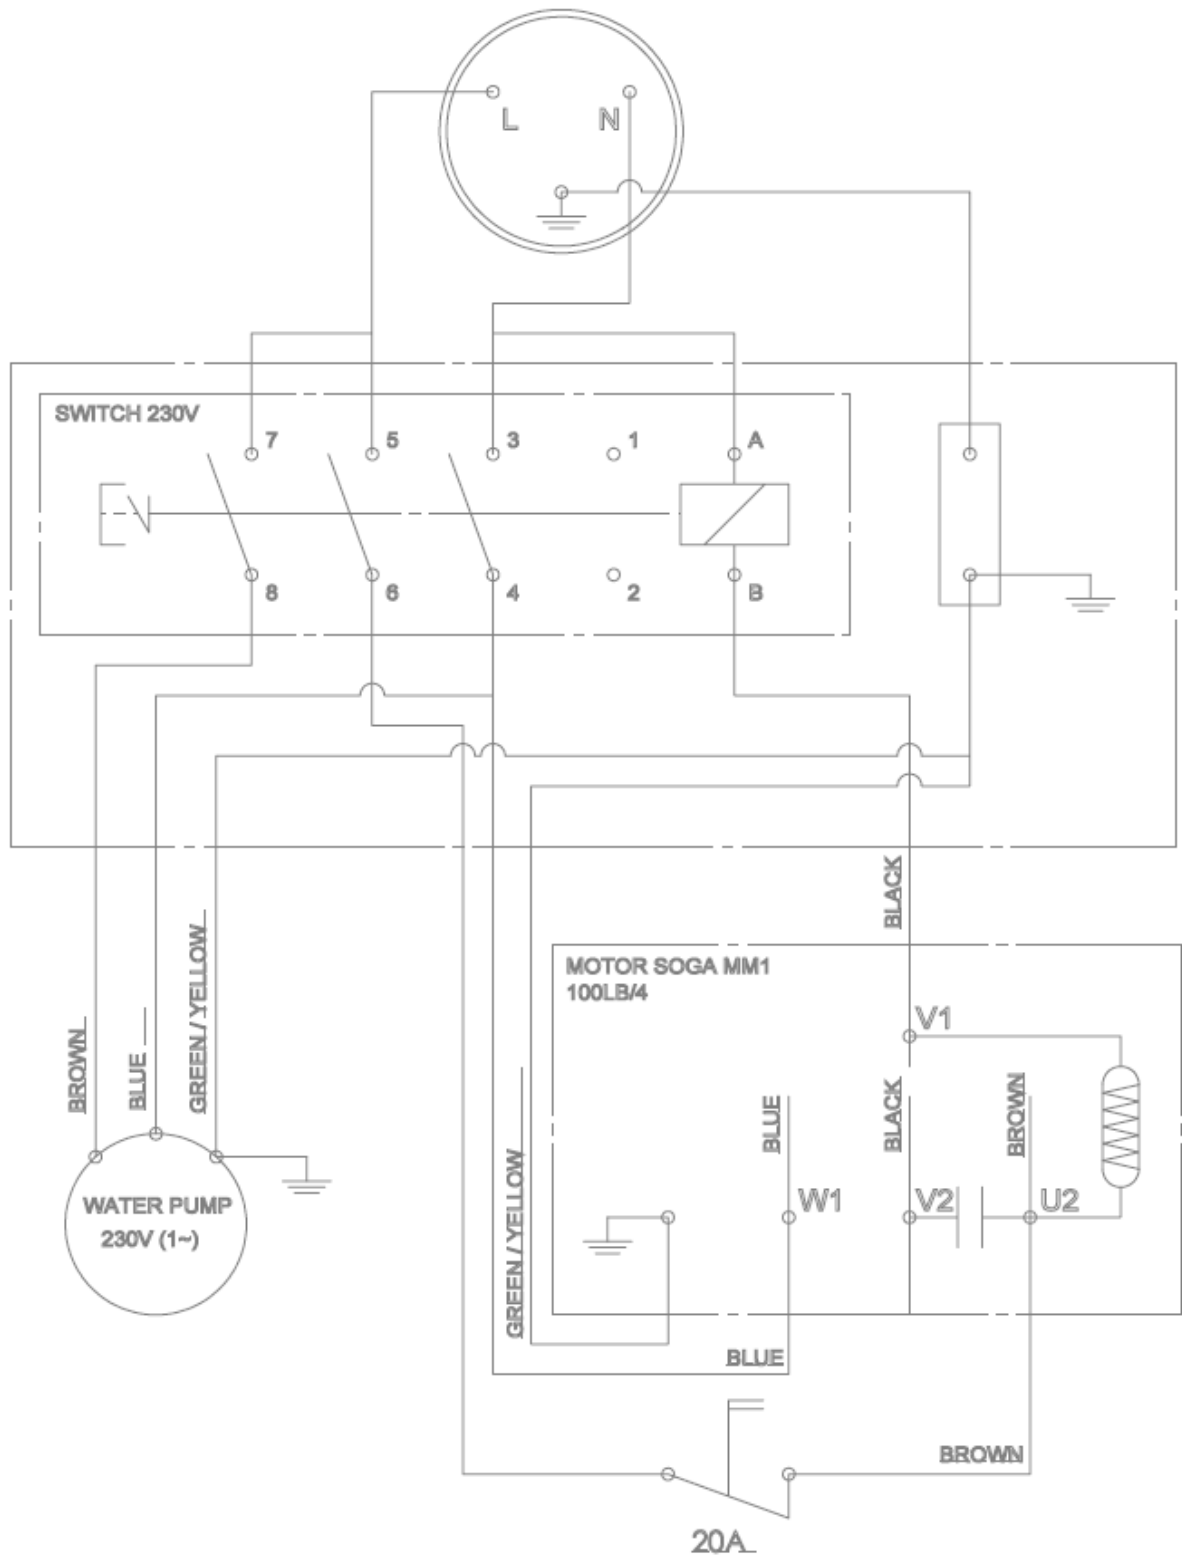 L N
SWITCH 230V
7 5 3 1 A
8 6 4 2 B
BLACK
MOTOR SOGA MM1
100LB/4
V1
BROWN
BLUE
GREEN / YELLOW
GREEN / YELLOW
BLUE
BLACK
BROWN
W1 V2 U2
WATER PUMP
230V (1~)
BLUE
BROWN
20A